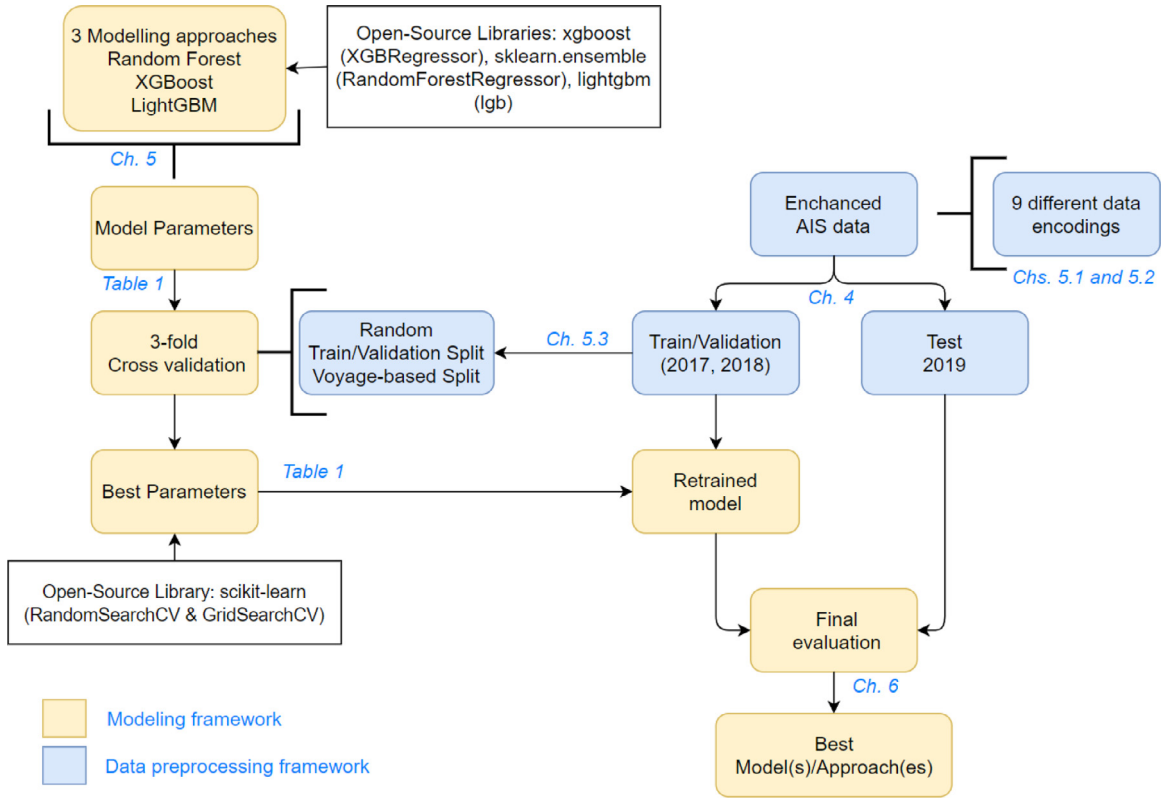 3 Modelling approaches
Random Forest
XGBoost
LightGBM
Open-Source Libraries: xgboost
(XGBRegressor), sklearn.ensemble
(RandomForestRegressor), lightgbm
(lgb)
Ch. 5
Model Parameters
Enchanced
AIS data
9 different data
encodings
Chs. 5.1 and 5.2
Table 1
Ch. 4
3-fold
Cross validation
Random
Train/Validation Split
Voyage-based Split
Ch. 5.3
Train/Validation
(2017, 2018)
Test
2019
Best Parameters
Table 1
Retrained
model
Open-Source Library: scikit-learn
(RandomSearchCV & GridSearchCV)
Final
evaluation
Ch. 6
Modeling framework
Data preprocessing framework
Best
Model(s)/Approach(es)